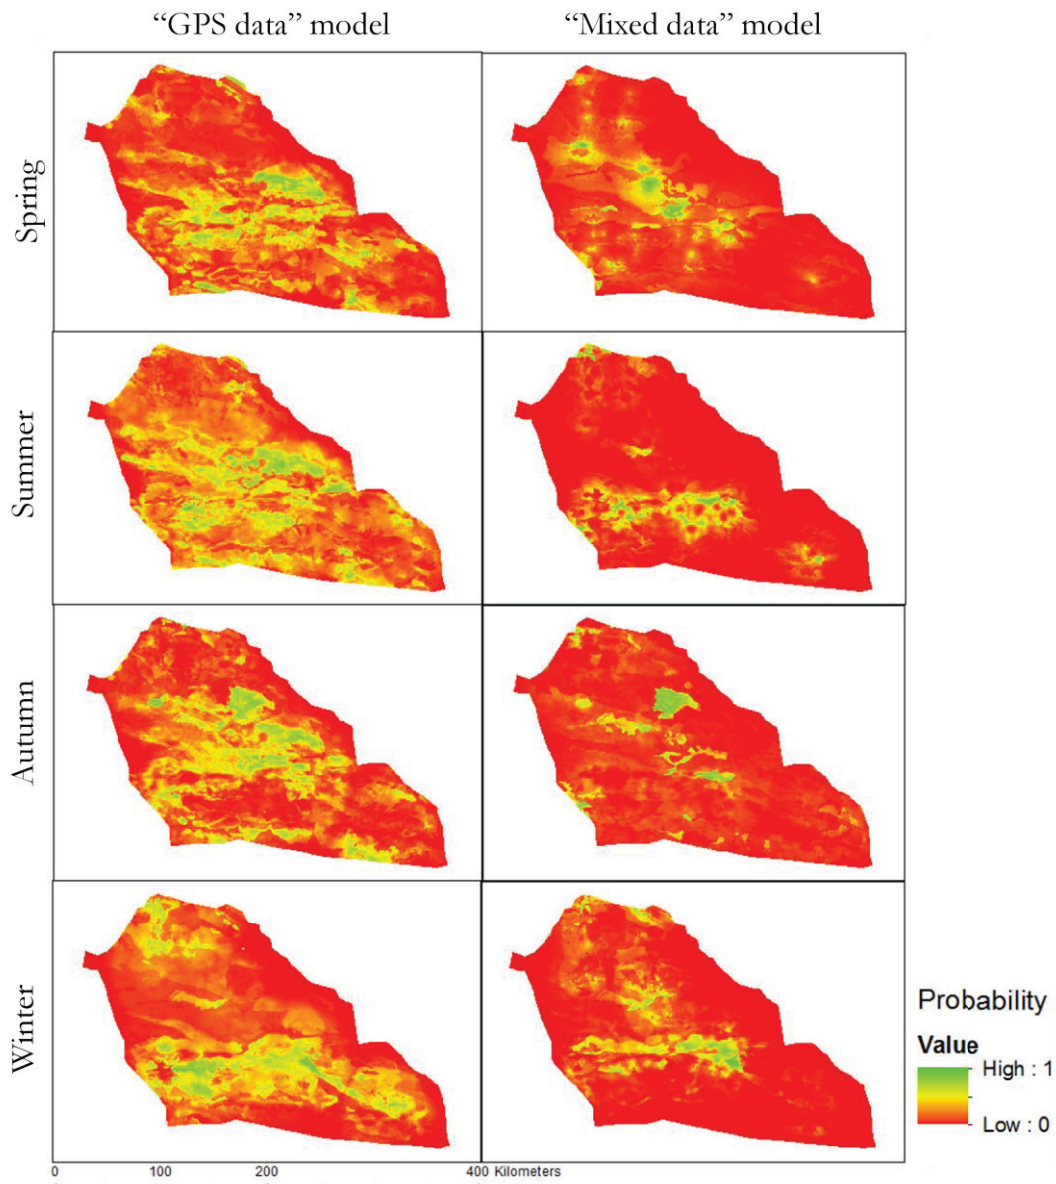 “GPS data” model
“Mixed data” model
Spring
Summer
Autumn
Winter
Probability
Value
High : 1
Low : 0
0 100 200 400 Kilometers